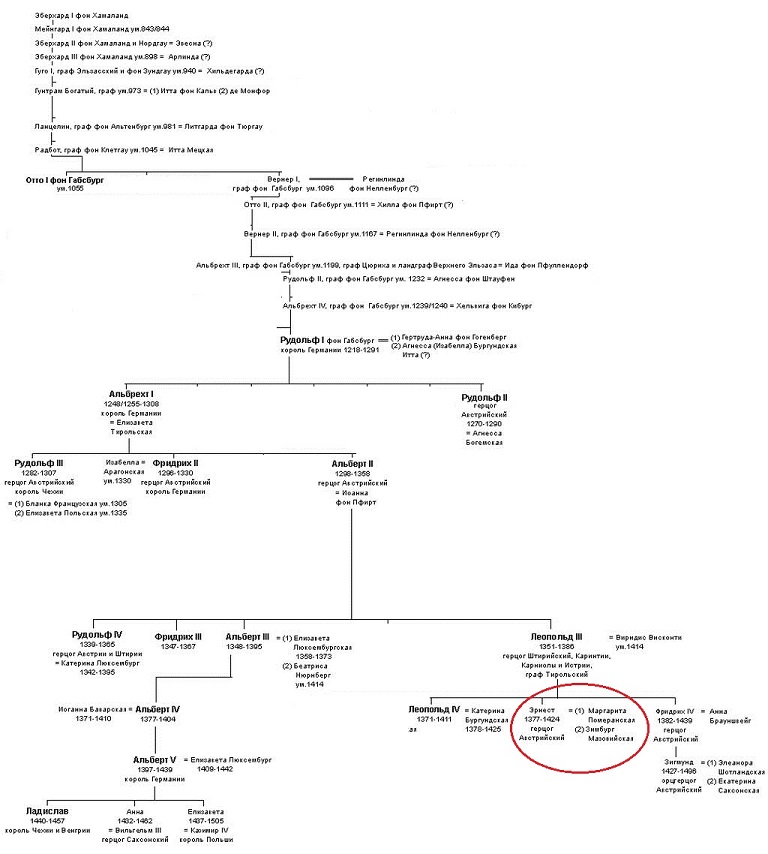 Эберхард I фон Хамаланд
Мейнгард I фон Хамаланд ум.843/844
Эберхард II фон Хамаланд и Нордгау = Эвесна (?)
Эберхард III фон Хамаланд ум.898 = Арлинда (?)
Гуго I, граф Эльзасский и фон Зундгау ум.940 = Хильдегарда (?)
Гунтрам Богатый, граф ум.973 = (1) Итта фон Кальв (2) де Монфор
Ланцелин, граф фон Альтенбург ум.981 = Литгарда фон Тюргау
Радбот, граф фон Клетгау ум.1045 = Итта Мецкая
Отто I фон Габсбург
ум.1055
Вернер I,
граф фон Габсбург ум.1096
Региклинда
фон Нелленбург (?)
Отто II, граф фон Габсбург ум.1111 = Хилла фон Пфирт (?)
Вернер II, граф фон Габсбург ум.1167 = Региклинда фон Нелленбург (?)
Альбрехт III, граф фон Габсбург ум.1199, граф Цюриха и ландграф Верхнего Эльзаса = Ида фон Пфуллендорф
Рудольф II, граф фон Габсбург ум. 1232 = Агнесса фон Штауфен
Альбрехт IV, граф фон Габсбург ум.1239/1240 = Хельвига фон Кибург
Рудольф I фон Габсбург
король Германии 1218-1291
(1) Гертруда-Анна фон Гогенберг
(2) Агнесса (Изабелла) Бургундская
Итта (?)
Альбрехт I
1248/1255-1308
король Германии
= Елизавета
Тирольская
Рудольф II
герцог
Австрийский
1270-1290
= Агнесса
Богемская
Рудольф III
1282-1307
герцог Австрийский
король Чехии
= (1) Бланка Французская ум.1305
(2) Елизавета Польская ум.1335
Изабелла =
Арагонская
ум.1330
Фридрих II
1296-1330
герцог Австрийский
король Германии
Альберт II
1298-1358
герцог Австрийский
= Иоанна
фон Пфирт
Рудольф IV
1339-1365
герцог Австрии и Штирии
= Катерина Люксембург
1342-1395
Фридрих III
1347-1367
Альберт III
1348-1395
= (1) Елизавета
Люксембургская
1358-1373
(2) Беатриса
Нюрнберг
ум.1414
Леопольд III
1351-1386
герцог Штирийский, Каринтии,
Карниолы и Истрии,
граф Тирольский
= Виридис Висконти
ум.1414
Иоганна Баварская =
1371-1410
Альберт IV
1377-1404
Леопольд IV
1371-1411
ая
= Катерина
Бургундская
1378-1425
Эрнест
1377-1424
герцог
Австрийский
= (1) Маргарита
Померанская
(2) Зимбург
Мазовийская
Фридрих IV
1382-1439
герцог
Австрийский
= Анна
Брауншвейг
Альберт V
1397-1439
король Германии
= Елизавета Люксембург
1409-1442
Зигмунд
1427-1496
эрцгерцог
Австрийский
= (1) Элеанора
Шотландская
(2) Екатерина
Саксонская
Ладислав
1440-1457
король Чехии и Венгрии
Анна
1432-1462
= Вильгельм III
герцог Саксонский
Елизавета
1437-1505
= Казимир IV
король Польши